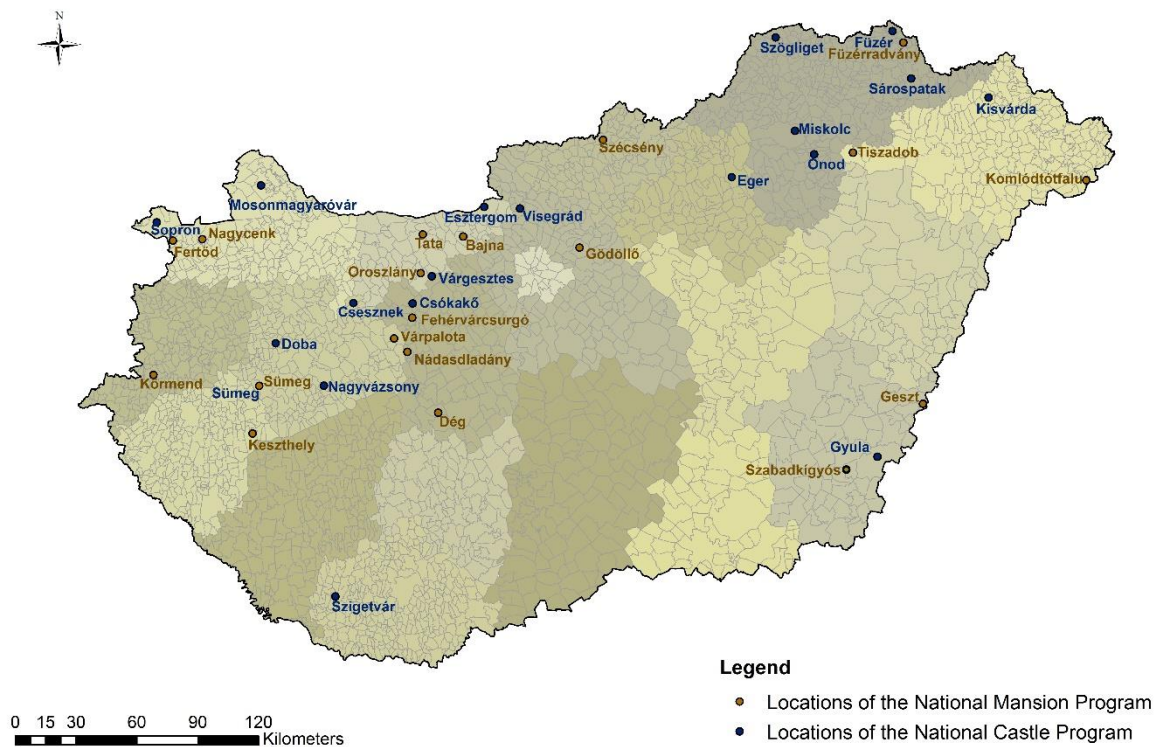 N
Szögliget
Füzér
Füzérradvány
Sárospatak
Kisvárda
Miskolc
Szécsény
Ónod
Tiszadob
Eger
Komlódtótfalu
Mosonmagyaróvár
Esztergom
Visegrád
Sopron
Nagycenk
Fertöd
Tata
Bajna
Gödöllő
Oroszlány
Várgesztes
Csesznek
Csókakő
Fehérvárcsurgó
Várpalota
Doba
Nádasdladány
Körmend
Sümeg
Sümeg
Nagyvázsony
Geszt
Dég
Keszthely
Gyula
Szabadkígyós
Szigetvár
Legend
Locations of the National Mansion Program
Locations of the National Castle Program
0 15 30 60 90 120
Kilometers